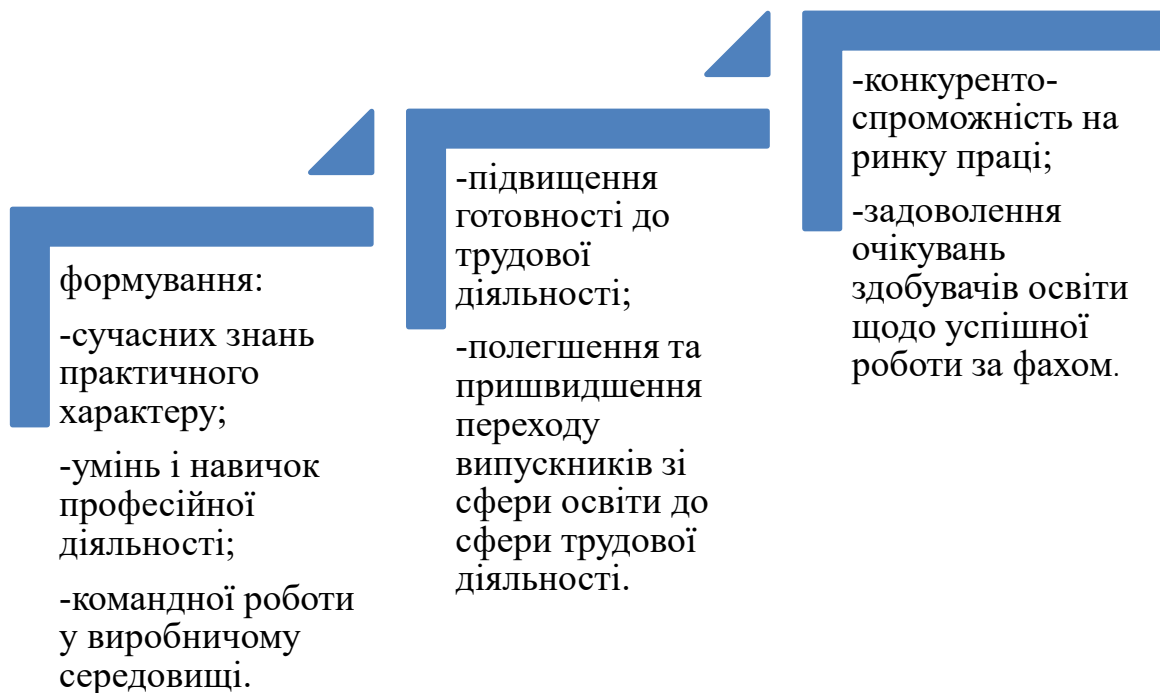 формування:
-сучасних знань
практичного
характеру;
-умінь і навичок
професійної
діяльності;
-командної роботи
у виробничому
середовищі.
-підвищення
готовності до
трудової
діяльності;
-полегшення та
пришвидшення
переходу
випускників зі
сфери освіти до
сфери трудової
діяльності.
-конкуренто-
спроможність на
ринку праці;
-задоволення
очікувань
здобувачів освіти
щодо успішної
роботи за фахом.